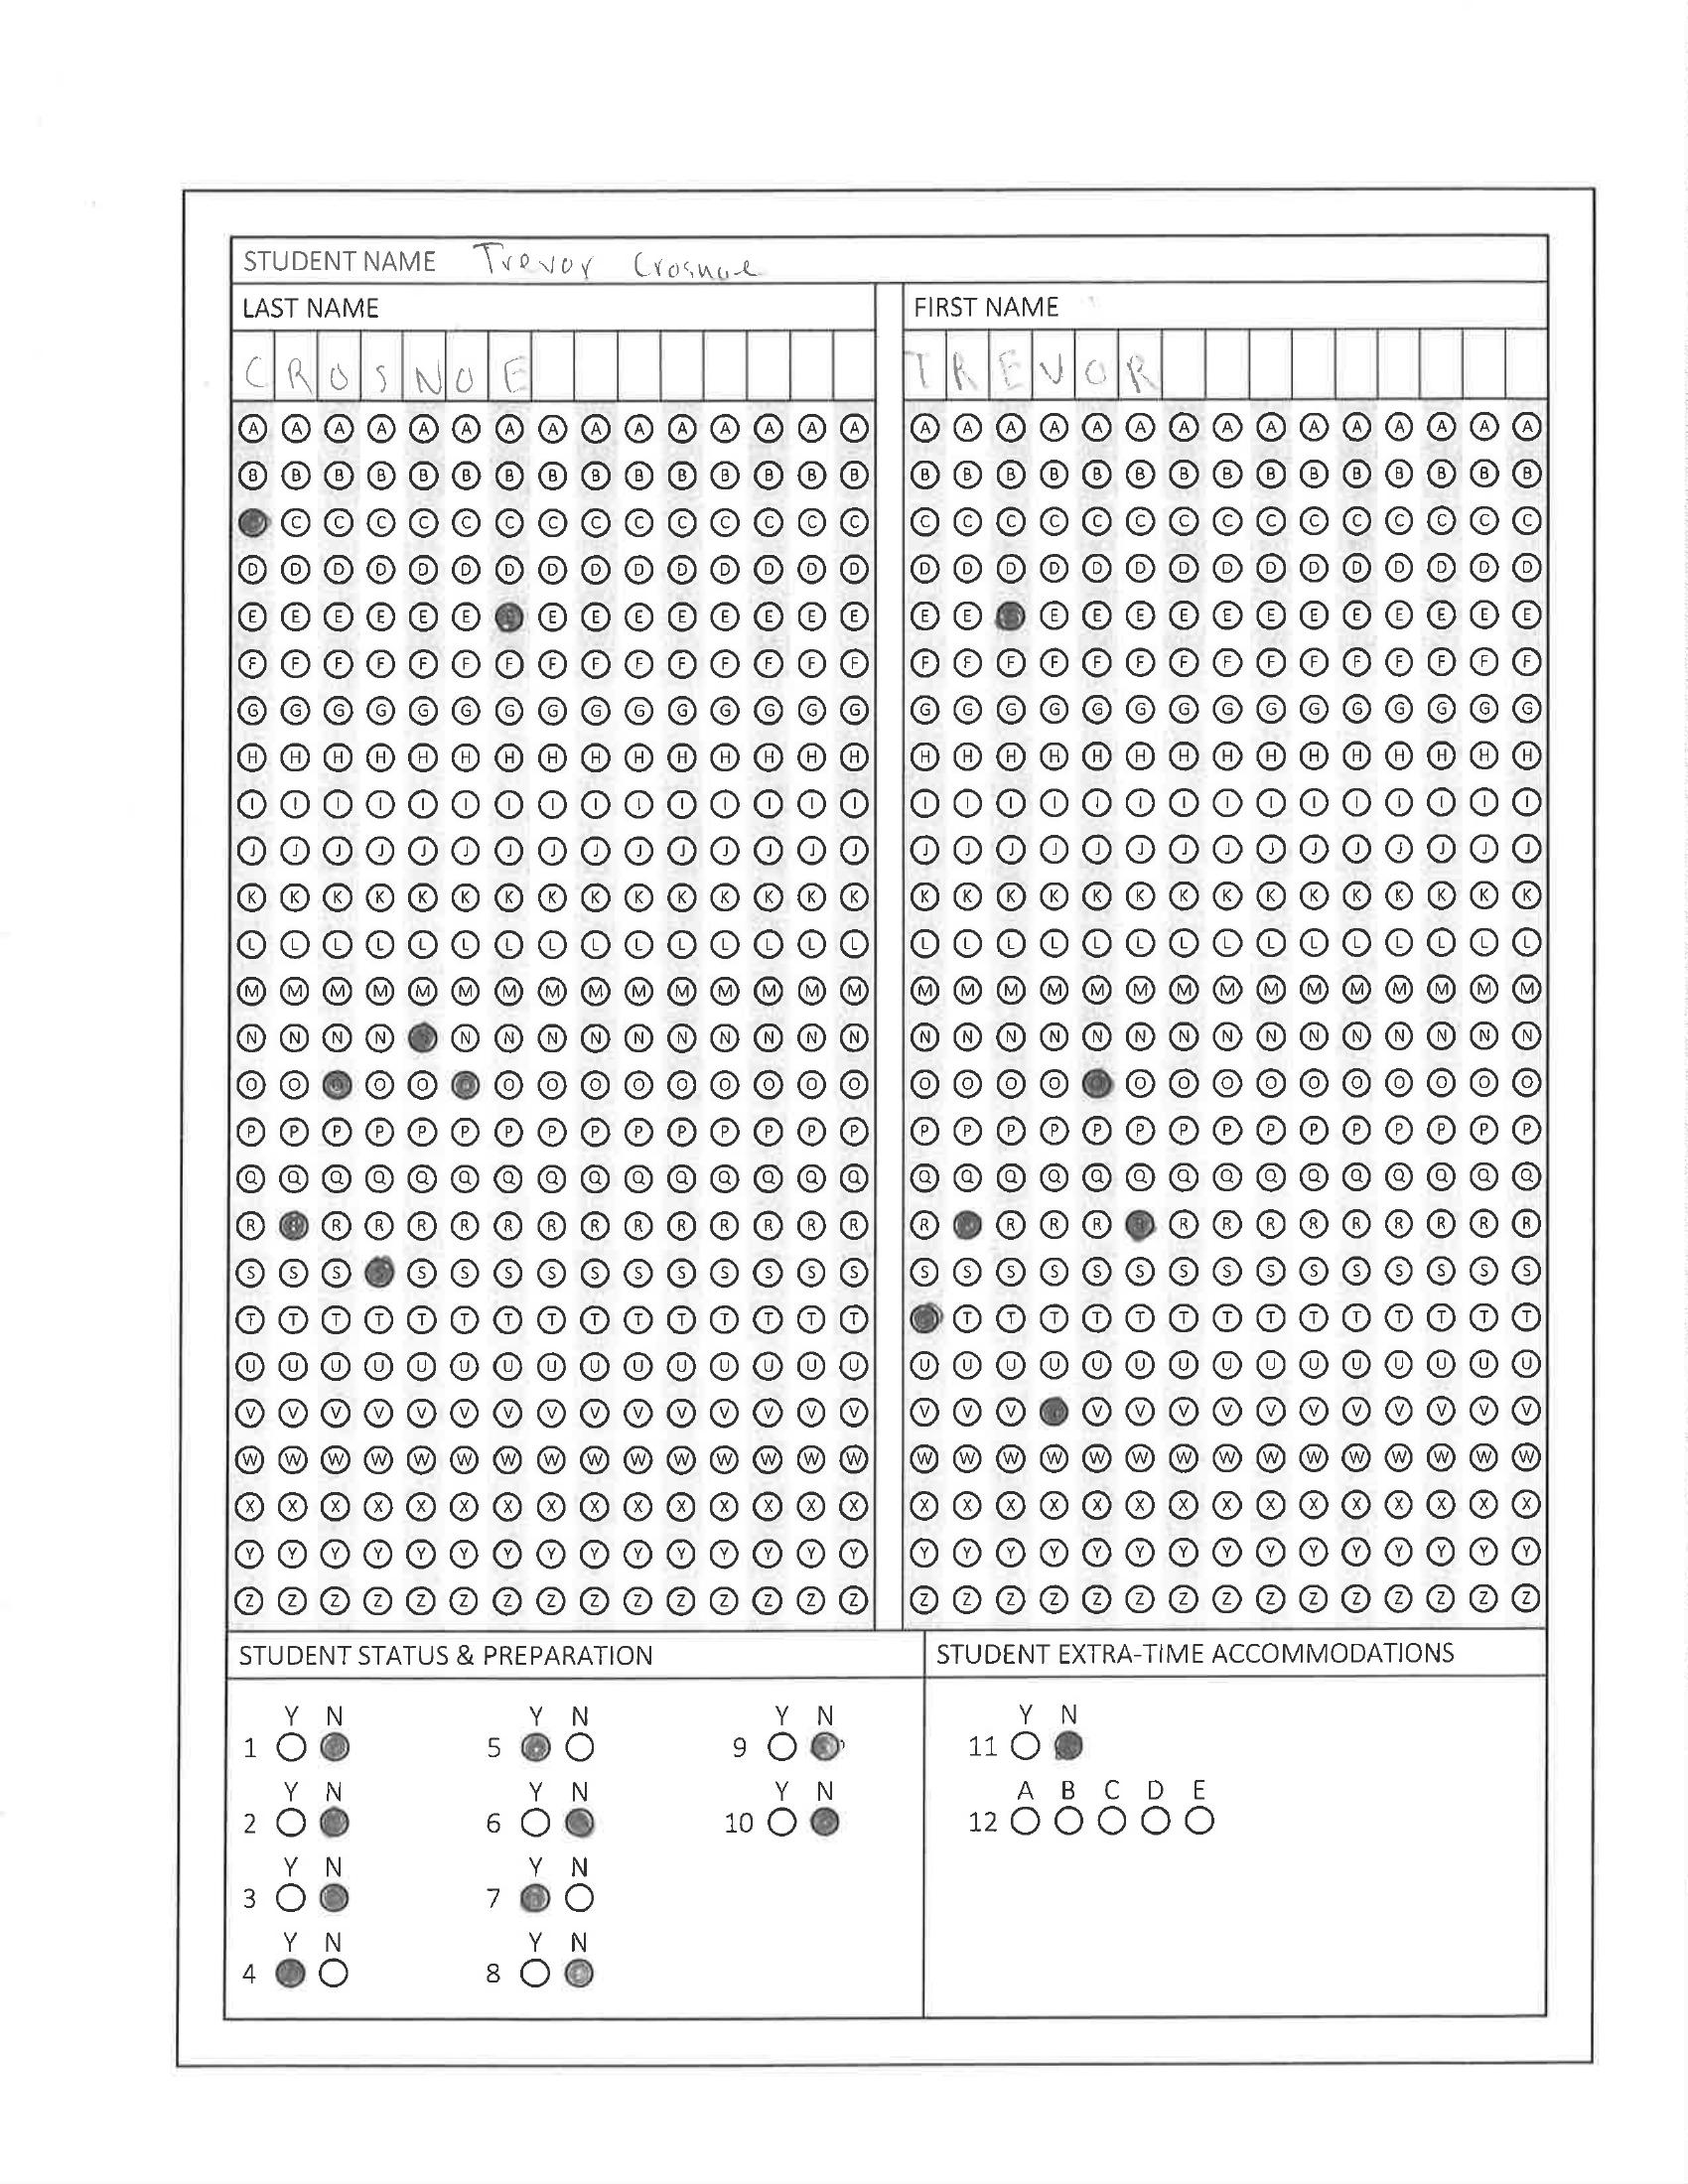 STUDENT NAME Trevor Crosnoe
LAST NAME FIRST NAME
C R O S N O E T R E V O R
A A A A A A A A A A A A A A A A A A A A A A A A A A A A A A
B B B B B B B B B B B B B B B B B B B B B B B B B B B B B B
C C C C C C C C C C C C C C C C C C C C C C C C C C C C C
D D D D D D D D D D D D D D D D D D D D D D D D D D D D D D
E E E E E E E E E E E E E E E E E E E E E E E E E E E E
F F F F F F F F F F F F F F F F F F F F F F F F F F F F F F
G G G G G G G G G G G G G G G G G G G G G G G G G G G G G G
H H H H H H H H H H H H H H H H H H H H H H H H H H H H H H
I I I I I I I I I I I I I I I I I I I I I I I I I I I I I I
J J J J J J J J J J J J J J J J J J J J J J J J J J J J J J
K K K K K K K K K K K K K K K K K K K K K K K K K K K K K K
L L L L L L L L L L L L L L L L L L L L L L L L L L L L L L
M M M M M M M M M M M M M M M M M M M M M M M M M M M M M M
N N N N N N N N N N N N N N N N N N N N N N N N N N N N N
O O O O O O O O O O O O O O O O O O O O O O O O O O O
P P P P P P P P P P P P P P P P P P P P P P P P P P P P P P
Q Q Q Q Q Q Q Q Q Q Q Q Q Q Q Q Q Q Q Q Q Q Q Q Q Q Q Q Q Q
R R R R R R R R R R R R R R R R R R R R R R R R R R R
S S S S S S S S S S S S S S S S S S S S S S S S S S S S S S
T T T T T T T T T T T T T T T T T T T T T T T T T T T T T
U U U U U U U U U U U U U U U U U U U U U U U U U U U U U U
V V V V V V V V V V V V V V V V V V V V V V V V V V V V V
W W W W W W W W W W W W W W W W W W W W W W W W W W W W W W
X X X X X X X X X X X X X X X X X X X X X X X X X X X X X X
Y Y Y Y Y Y Y Y Y Y Y Y Y Y Y Y Y Y Y Y Y Y Y Y Y Y Y Y Y Y
Z Z Z Z Z Z Z Z Z Z Z Z Z Z Z Z Z Z Z Z Z Z Z Z Z Z Z Z Z Z
STUDENT STATUS & PREPARATION STUDENT EXTRA-TIME ACCOMMODATIONS
Y N Y N Y N Y N
1 5 9 11
Y N Y N Y N A B C D E
2 6 10 12
Y N Y N
3 7
Y N Y N
4 8